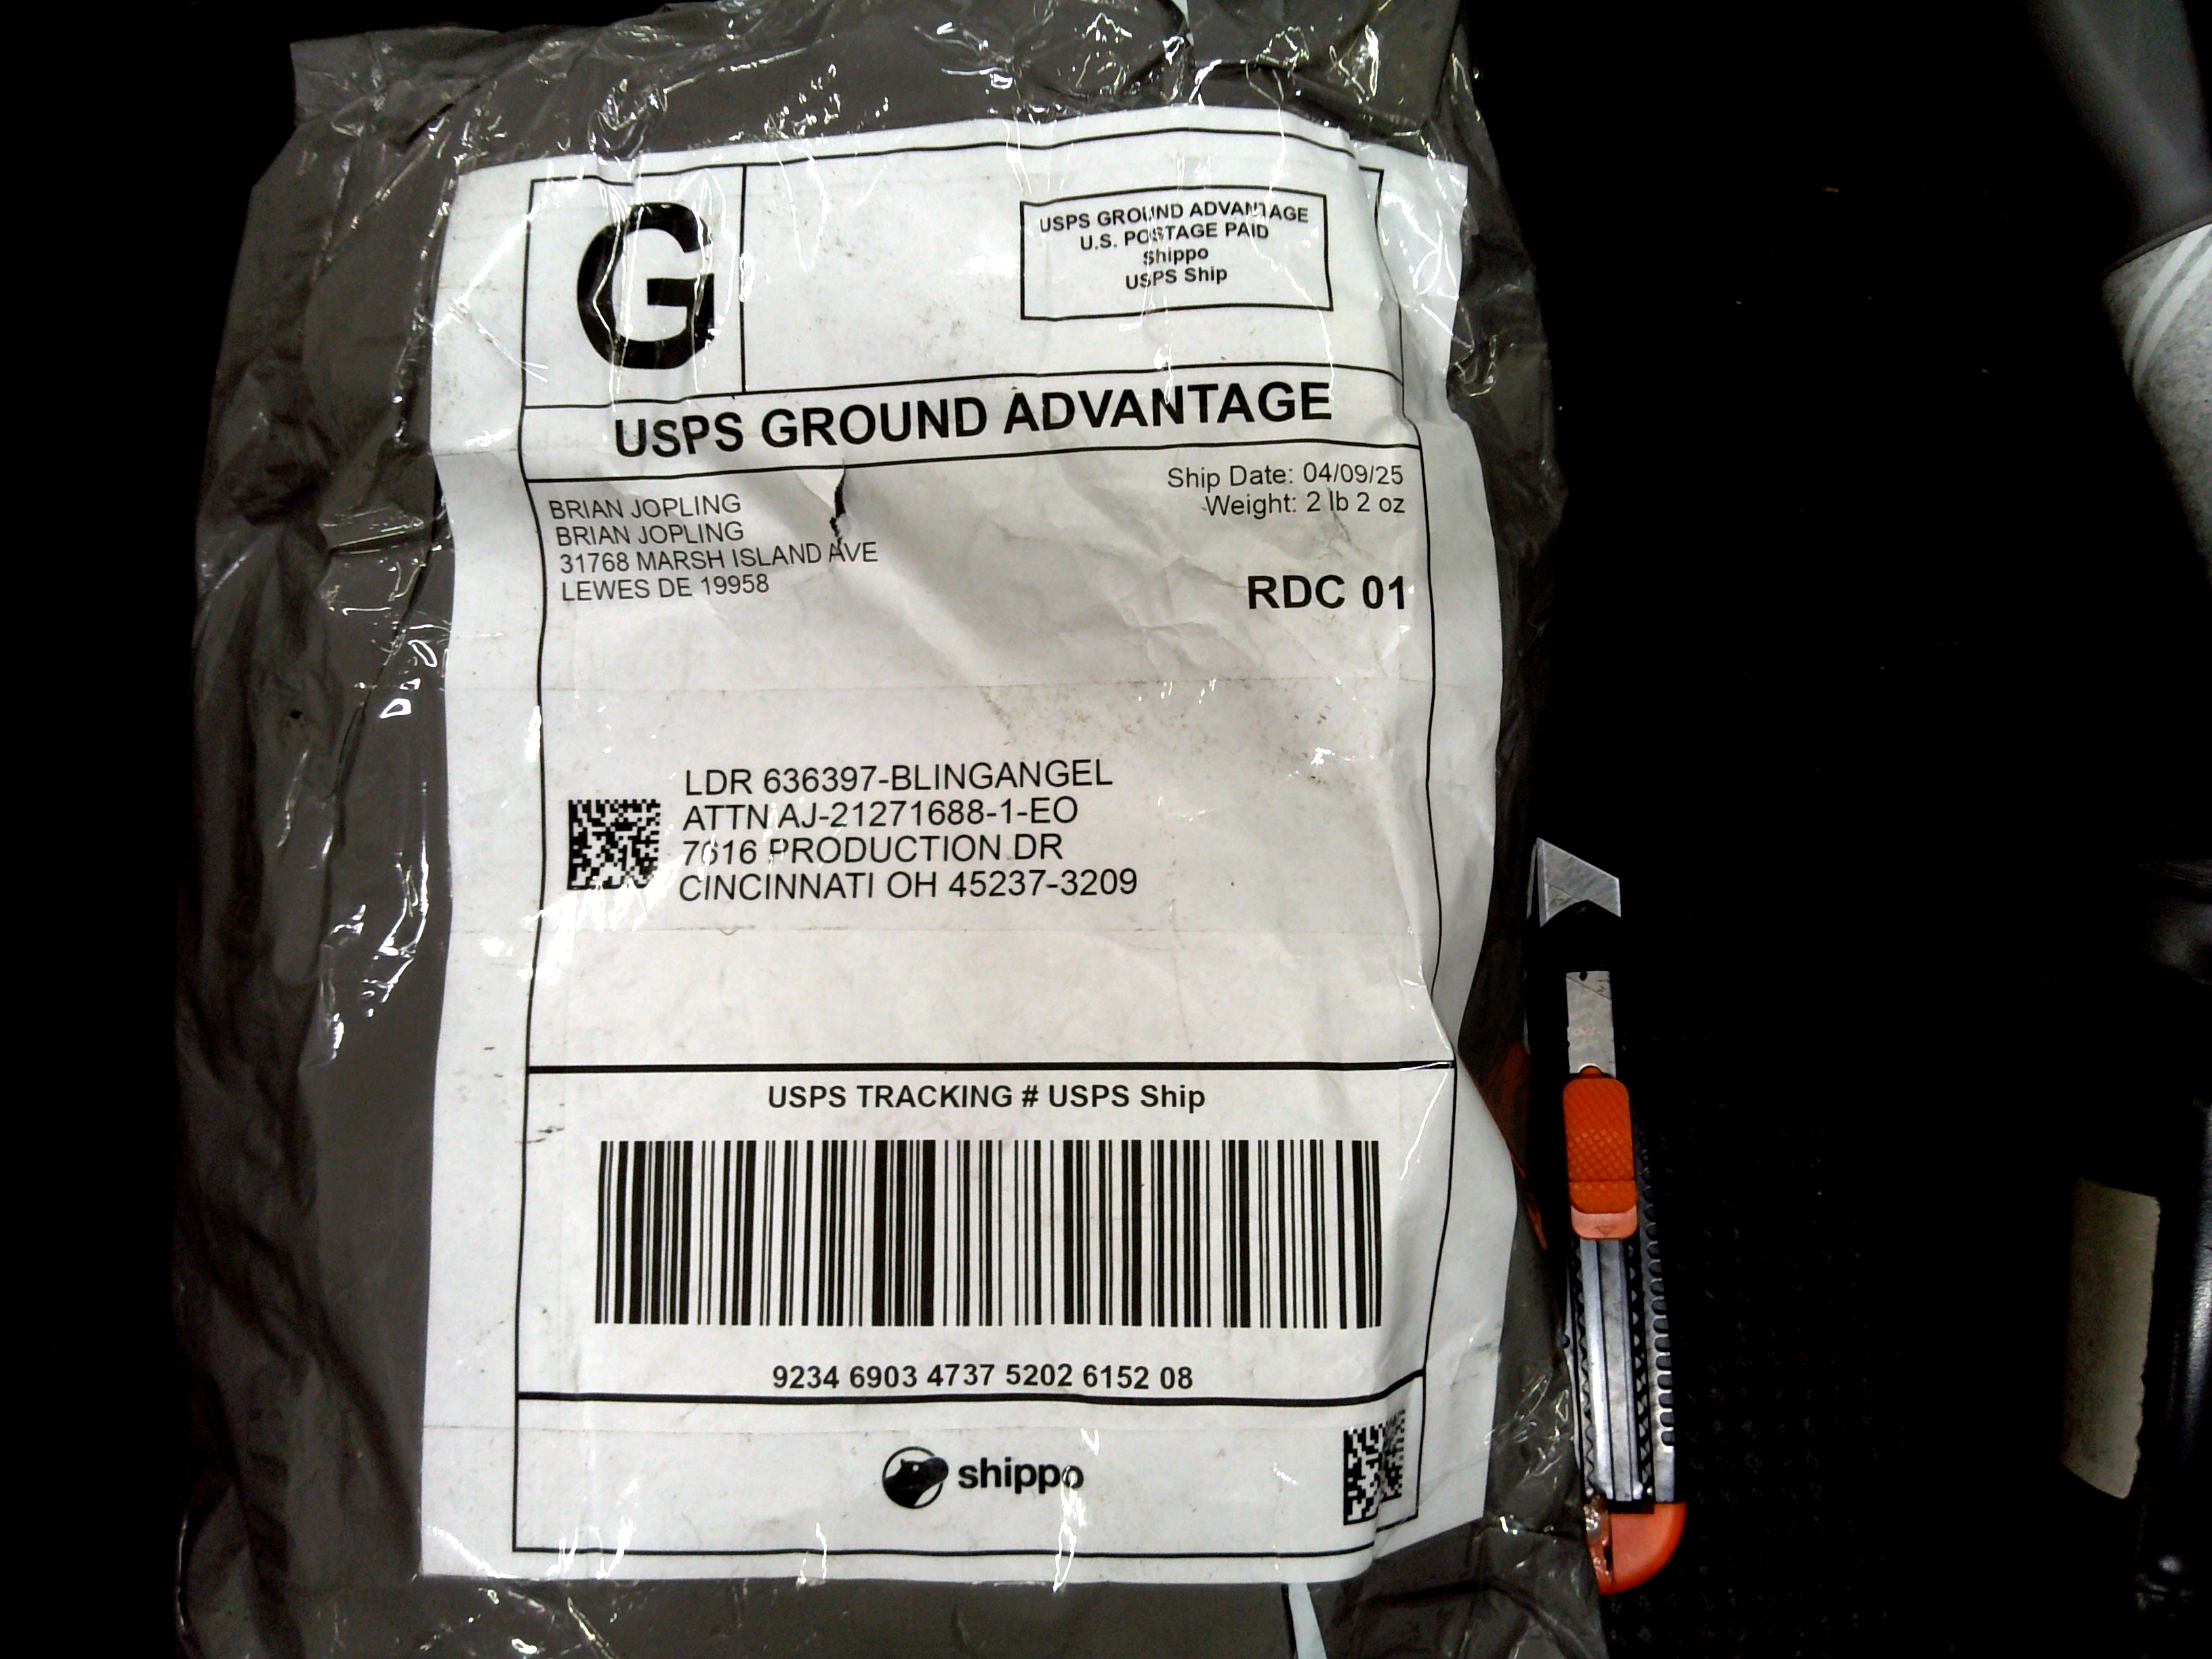 G
USPS GROUND ADVANTAGE
U.S. POSTAGE PAID
Shippo
USPS Ship
USPS GROUND ADVANTAGE
Ship Date: 04/09/25
Weight: 2 lb 2 oz
BRIAN JOPLING
BRIAN JOPLING
31768 MARSH ISLAND AVE
LEWES DE 19958
RDC 01
LDR 636397-BLINGANGEL
ATTN AJ-21271688-1-EO
7616 PRODUCTION DR
CINCINNATI OH 45237-3209
USPS TRACKING # USPS Ship
9234 6903 4737 5202 6152 08
shippo